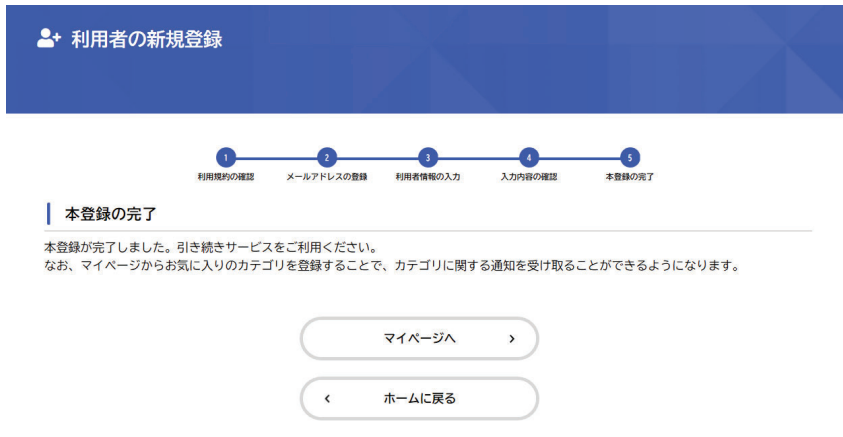 利用者の新規登録
1 2 3 4 5
利用規約の確認 メールアドレスの登録 利用者情報の入力 入力内容の確認 本登録の完了
本登録の完了
本登録が完了しました。引き続きサービスをご利用ください。
なお、マイページからお気に入りのカテゴリを登録することで、カテゴリに関する通知を受け取ることができるようになります。
マイページへ
ホームに戻る